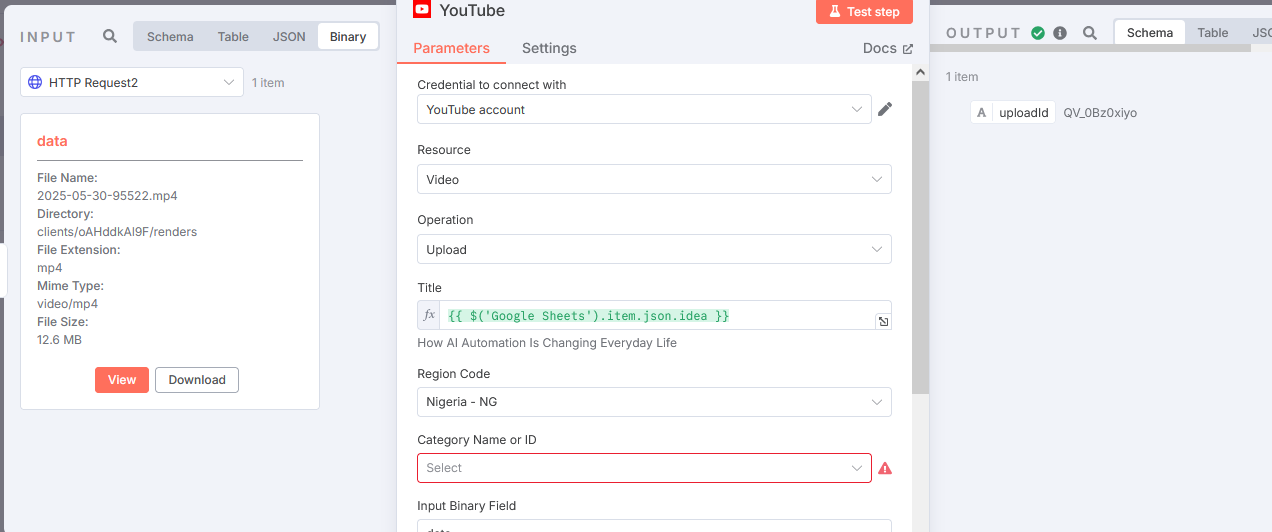 INPUT
Schema Table JSON Binary
HTTP Request2 1 item
data
File Name:
2025-05-30-95522.mp4
Directory:
clients/oAHddkAI9F/renders
File Extension:
mp4
Mime Type:
video/mp4
File Size:
12.6 MB
View Download
YouTube
Test step
Parameters Settings Docs
Credential to connect with
YouTube account
Resource
Video
Operation
Upload
Title
fx {{ $('Google Sheets').item.json.idea }}
How AI Automation Is Changing Everyday Life
Region Code
Nigeria - NG
Category Name or ID
Select
Input Binary Field
OUTPUT
Schema Table
1 item
A uploadId QV_0Bz0xiyo